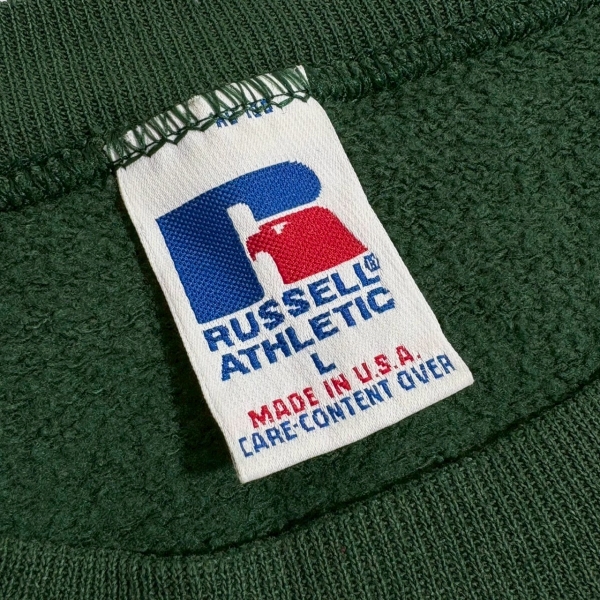 RUSSELL®
ATHLETIC
L
MADE IN U.S.A.
CARE-CONTENT OVER